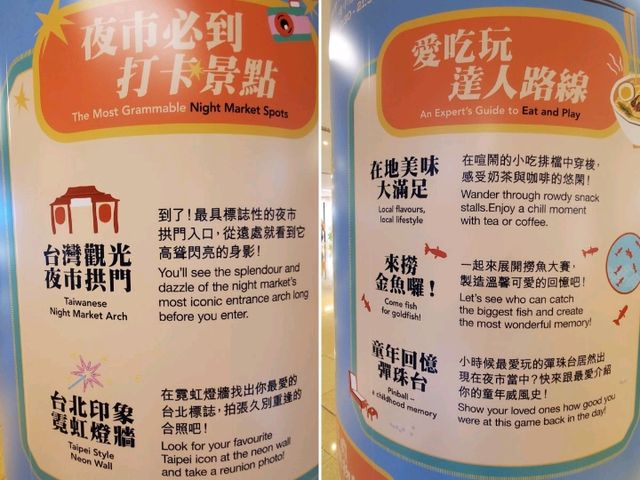 夜市必到
打卡景點
The Most Grammable Night Market Spots
台灣觀光
夜市拱門
Taiwanese
Night Market Arch
到了！最具標誌性的夜市
拱門入口，從遠處就看到它
高聳閃亮的身影！
You'll see the splendour and
dazzle of the night market's
most iconic entrance arch long
before you enter.
台北印象
霓虹燈牆
Taipei Style
Neon Wall
在霓虹燈牆找出你最愛的
台北標誌，拍張久別重逢的
合照吧！
Look for your favourite
Taipei icon at the neon wall
and take a reunion photo!
愛吃玩
達人路線
An Expert's Guide to Eat and Play
在地美味
大滿足
Local flavours,
local lifestyle
在喧鬧的小吃排檔中穿梭，
感受奶茶與咖啡的悠閑！
Wander through rowdy snack
stalls.Enjoy a chill moment
with tea or coffee.
來撈
金魚囉！
Come fish
for goldfish!
一起來展開撈魚大賽，
製造溫馨可愛的回憶吧！
Let's see who can catch
the biggest fish and create
the most wonderful memory!
童年回憶
彈珠台
Pinball –
a childhood memory
小時候最愛玩的彈珠台居然出
現在夜市當中？快來跟最愛介紹
你的童年威風史！
Show your loved ones how good you
were at this game back in the day!